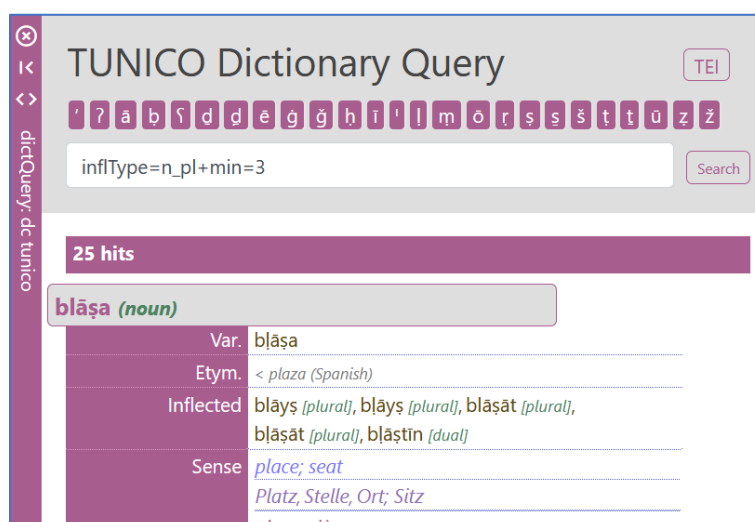 TUNICO Dictionary Query
TEI
’ ʔ ā ḅ ʕ ḏ ḍ ē ġ ǧ ḥ ī ˈ ḷ ṃ ō ṛ ṣ s̱ š ṭ ṯ ū ẓ ž
inflType=n_pl+min=3
Search
dictQuery: dc tunico
25 hits
blāṣa (noun)
Var. bḷāṣa
Etym. < plaza (Spanish)
Inflected blāyṣ [plural], bḷāyṣ [plural], blāṣāt [plural],
bḷāṣāt [plural], bḷāṣtīn [dual]
Sense place; seat
Platz, Stelle, Ort; Sitz